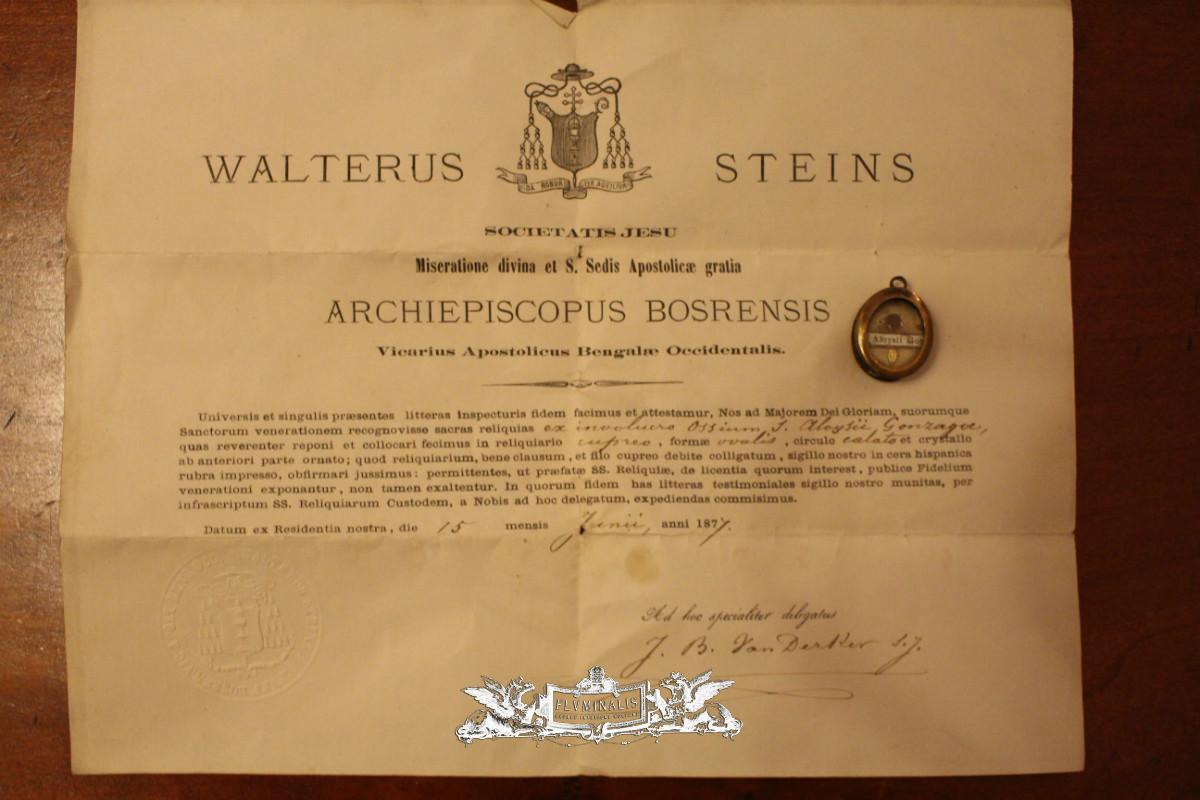 WALTERUS STEINS
DA ROBUR FER AUXILIUM
SOCIETATIS JESU
Miseratione divina et S. Sedis Apostolicæ gratia
ARCHIEPISCOPUS BOSRENSIS
Vicarius Apostolicus Bengalæ Occidentalis.
Aloysii Gon
Universis et singulis præsentes litteras inspecturis fidem facimus et attestamur, Nos ad Majorem Dei Gloriam, suorumque
Sanctorum venerationem recognovisse sacras reliquias ex involucro Ossium S. Aloysii Gonzagæ,
quas reverenter reponi et collocari fecimus in reliquiario cupreo, formæ ovalis, circulo cælato et crystallo
ab anteriori parte ornato; quod reliquiarium, bene clausum, et filo cupreo debite colligatum, sigillo nostro in cera hispanica
rubra impresso, obfirmari jussimus: permittentes, ut præfatæ SS. Reliquiæ, de licentia quorum interest, publice Fidelium
venerationi exponantur, non tamen exaltentur. In quorum fidem has litteras testimoniales sigillo nostro munitas, per
infrascriptum SS. Reliquiarum Custodem, a Nobis ad hoc delegatum, expediendas commisimus.
Datum ex Residentia nostra, die 15 mensis Junii, anni 1877.
Ad hoc specialiter delegatus
J. B. VanDerKer S.J.
FLVMINALIS